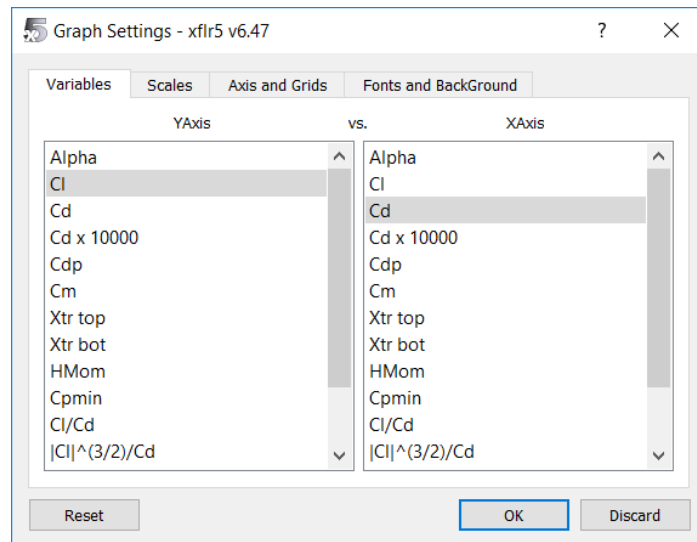 Graph Settings - xflr5 v6.47
Variables Scales Axis and Grids Fonts and BackGround
YAxis vs. XAxis
Alpha Alpha
Cl Cl
Cd Cd
Cd x 10000 Cd x 10000
Cdp Cdp
Cm Cm
Xtr top Xtr top
Xtr bot Xtr bot
HMom HMom
Cpmin Cpmin
Cl/Cd Cl/Cd
|Cl|^(3/2)/Cd |Cl|^(3/2)/Cd
Reset OK Discard